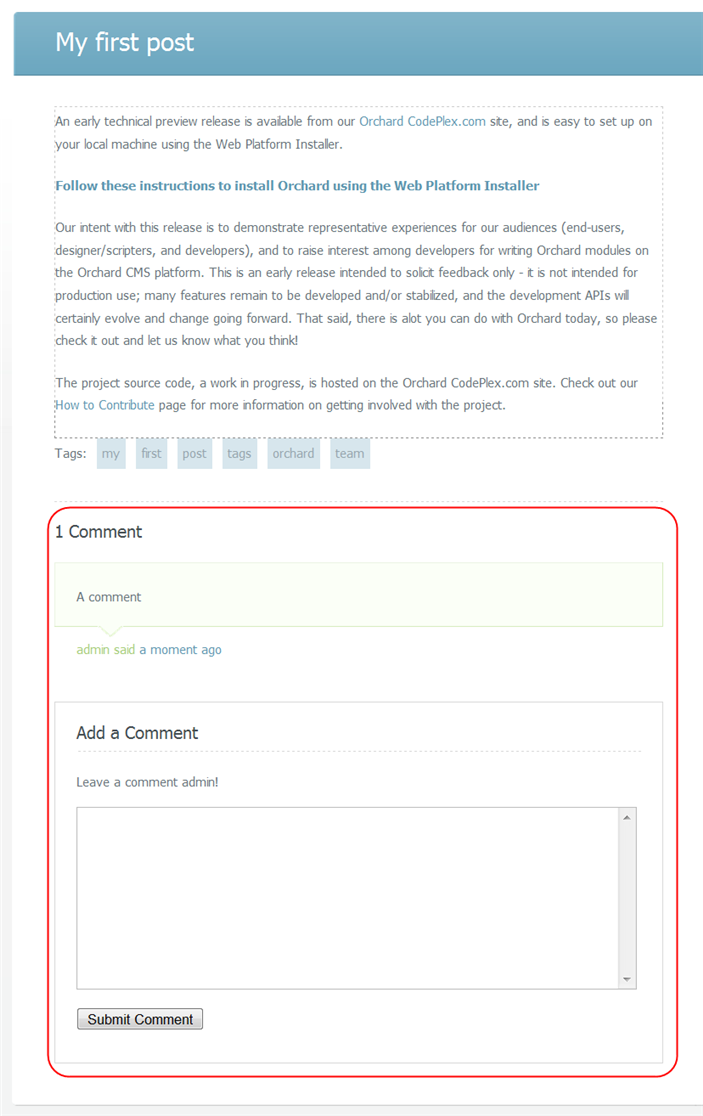 My first post
An early technical preview release is available from our Orchard CodePlex.com site, and is easy to set up on
your local machine using the Web Platform Installer.
Follow these instructions to install Orchard using the Web Platform Installer
Our intent with this release is to demonstrate representative experiences for our audiences (end-users,
designer/scripters, and developers), and to raise interest among developers for writing Orchard modules on
the Orchard CMS platform. This is an early release intended to solicit feedback only - it is not intended for
production use; many features remain to be developed and/or stabilized, and the development APIs will
certainly evolve and change going forward. That said, there is alot you can do with Orchard today, so please
check it out and let us know what you think!
The project source code, a work in progress, is hosted on the Orchard CodePlex.com site. Check out our
How to Contribute page for more information on getting involved with the project.
Tags: my first post tags orchard team
1 Comment
A comment
admin said a moment ago
Add a Comment
Leave a comment admin!
Submit Comment